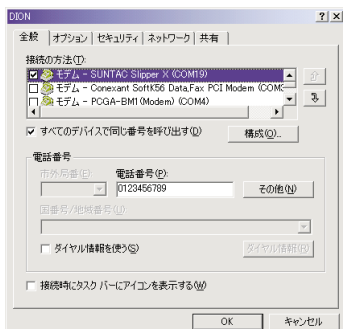 DION
全般 オプション セキュリティ ネットワーク 共有
接続の方法(T):
モデム - SUNTAC Slipper X (COM19)
モデム - Conexant SoftK56 Data,Fax PCI Modem (COM3
モデム - PCGA-BM1(Modem) (COM4)
すべてのデバイスで同じ番号を呼び出す(D)
構成(O)...
電話番号
市外局番(E):
電話番号(P):
0123456789
その他(N)
国番号/地域番号(U):
ダイヤル情報を使う(S)
ダイヤル情報(R)
接続時にタスク バーにアイコンを表示する(W)
OK
キャンセル